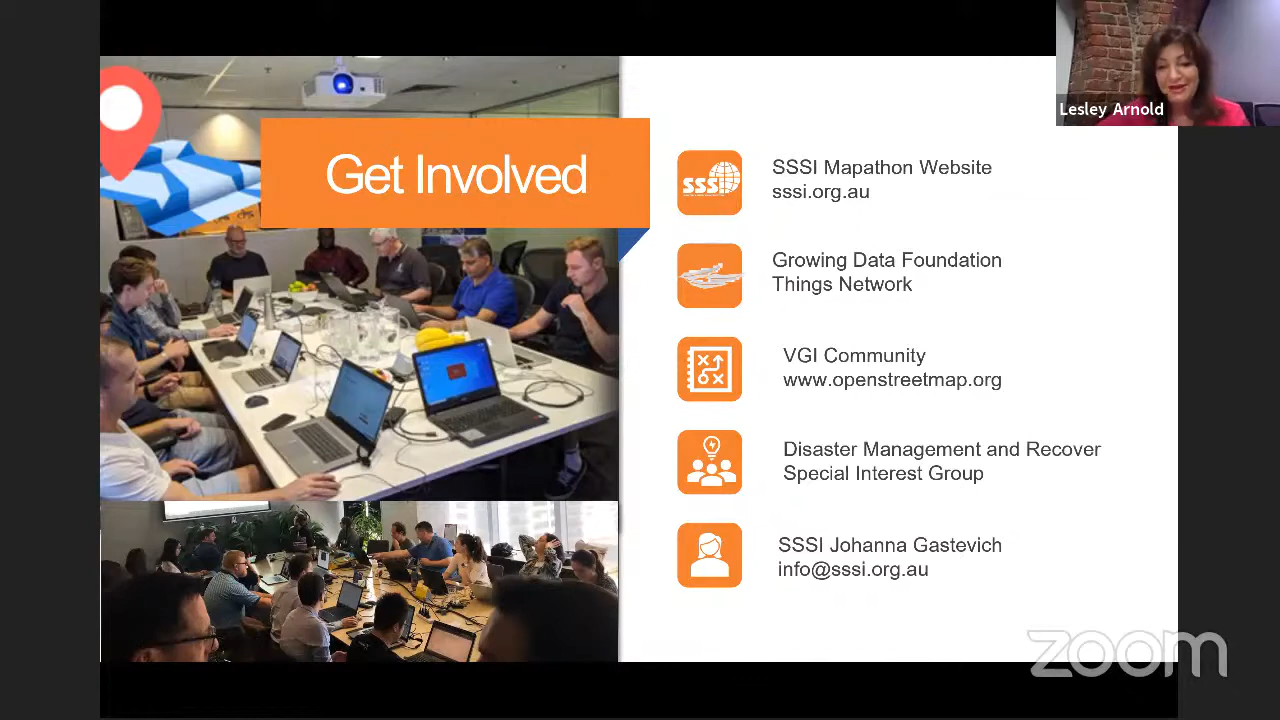 Lesley Arnold
Get Involved
SSSI
SSSI Mapathon Website
sssi.org.au
Growing Data Foundation
Things Network
VGI Community
www.openstreetmap.org
Disaster Management and Recover
Special Interest Group
SSSI Johanna Gastevich
info@sssi.org.au
zoom